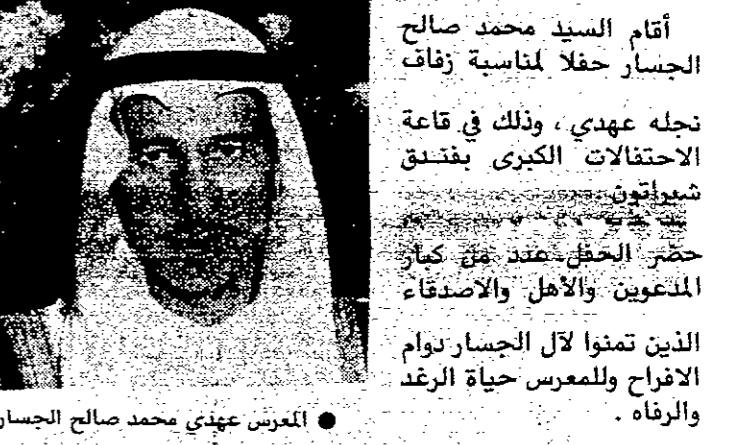 أقام السيد محمد صالح
الجسار حفلا لمناسبة زفاف
نجله عهدي ، وذلك في قاعة
الاحتفالات الكبرى بفندق
شيراتون .
حضر الحفل عدد من كبار
المدعوين والأهل والاصدقاء
الذين تمنوا لآل الجسار دوام
الافراح وللمعرس حياة الرغد
والرفاه .
● المعرس عهدي محمد صالح الجسار